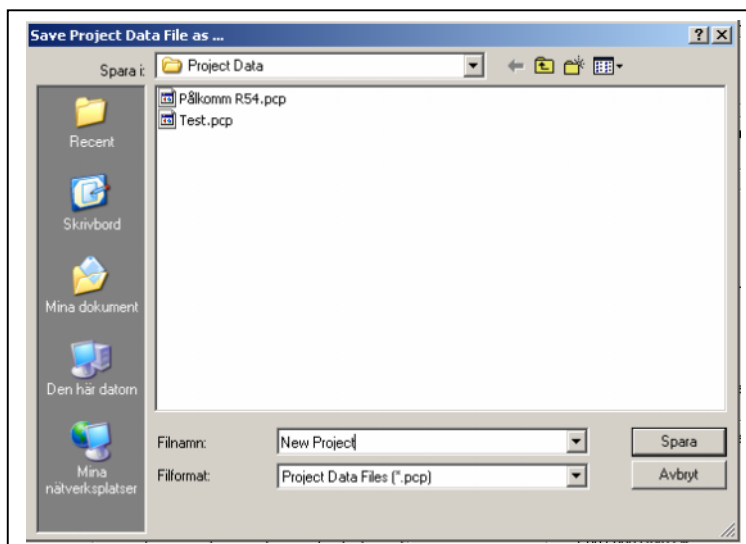 Save Project Data File as ...
Spara i:
Project Data
Pålkomm R54.pcp
Test.pcp
Recent
Skrivbord
Mina dokument
Den här datorn
Mina
nätverksplatser
Filnamn:
New Project
Spara
Filformat:
Project Data Files (*.pcp)
Avbryt